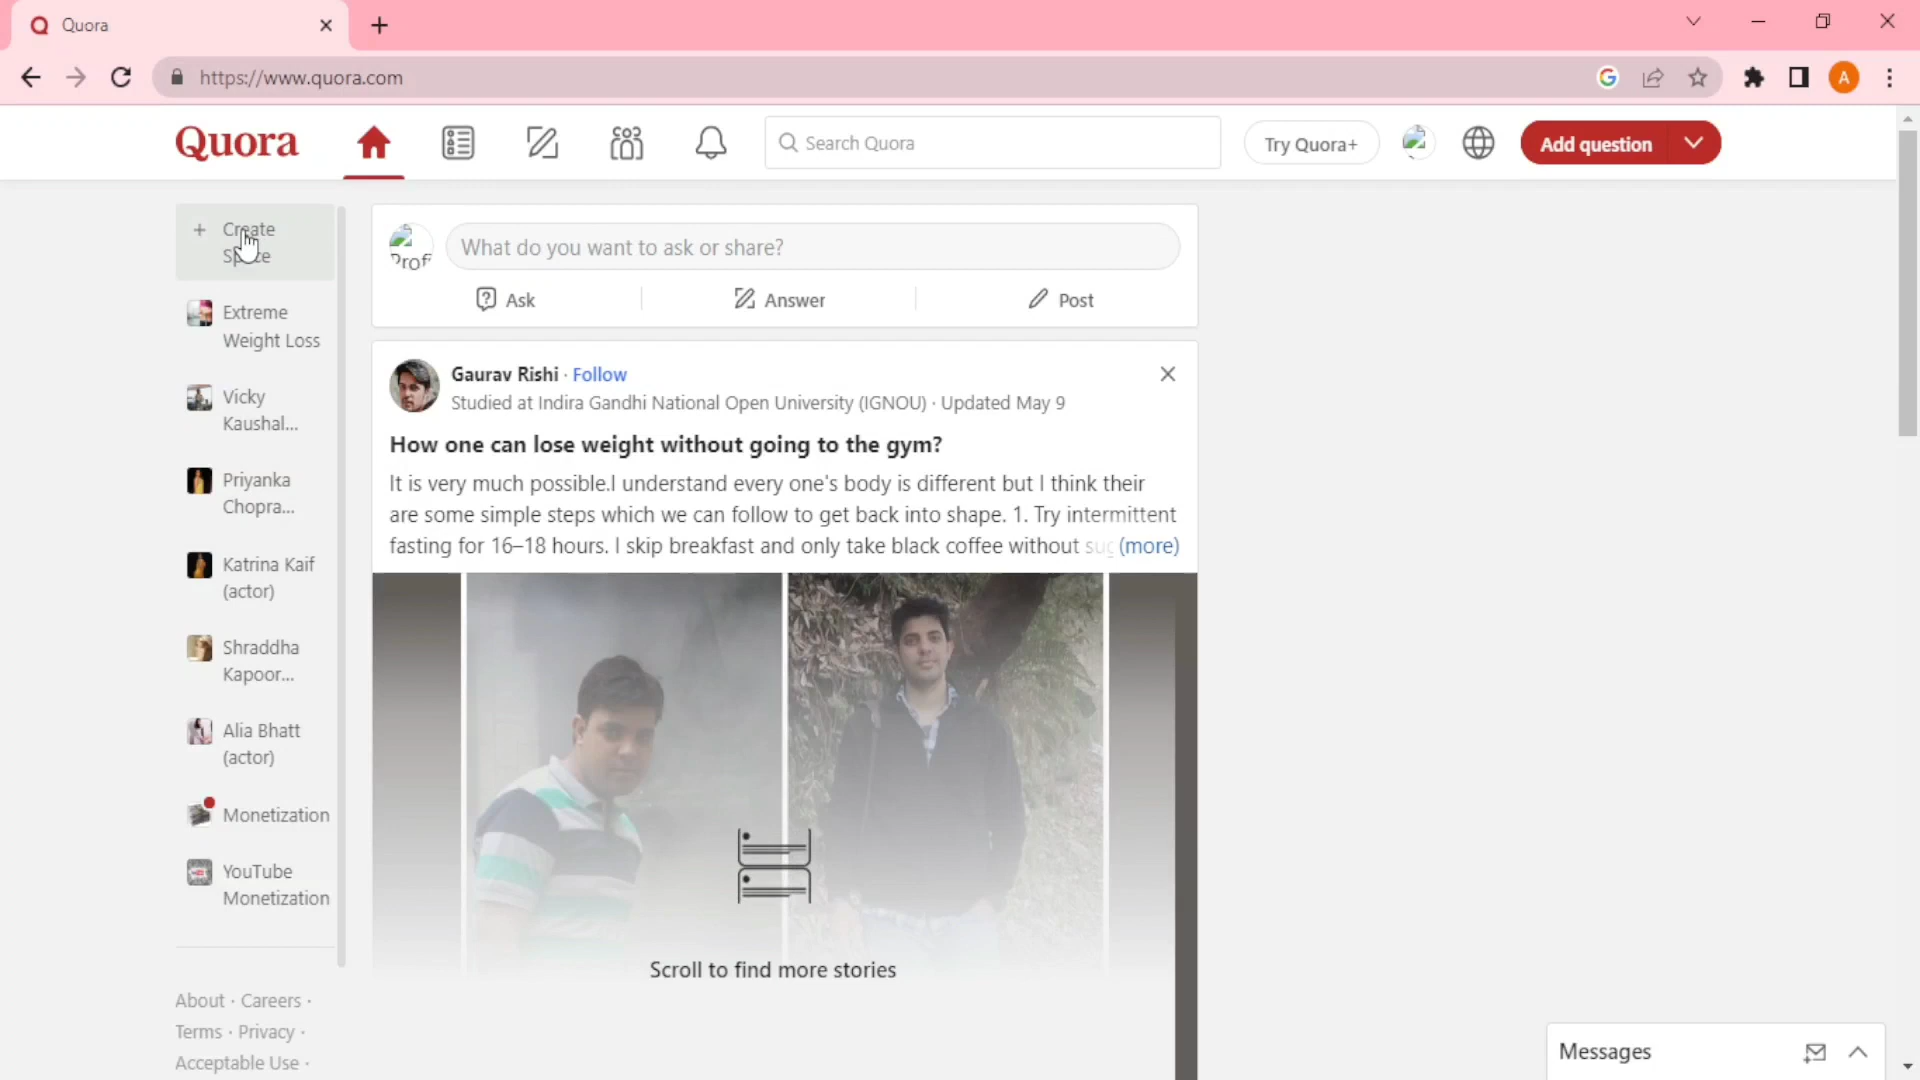 Quora
https://www.quora.com
A
Quora
Search Quora
Try Quora+
Add question
+ Create
Space
Extreme
Weight Loss
Vicky
Kaushal...
Priyanka
Chopra...
Katrina Kaif
(actor)
Shraddha
Kapoor...
Alia Bhatt
(actor)
Monetization
YouTube
Monetization
About · Careers ·
Terms · Privacy ·
Acceptable Use ·
Prof
What do you want to ask or share?
Ask
Answer
Post
Gaurav Rishi · Follow
Studied at Indira Gandhi National Open University (IGNOU) · Updated May 9
How one can lose weight without going to the gym?
It is very much possible.I understand every one's body is different but I think their
are some simple steps which we can follow to get back into shape. 1. Try intermittent
fasting for 16–18 hours. I skip breakfast and only take black coffee without (more)
Scroll to find more stories
Messages